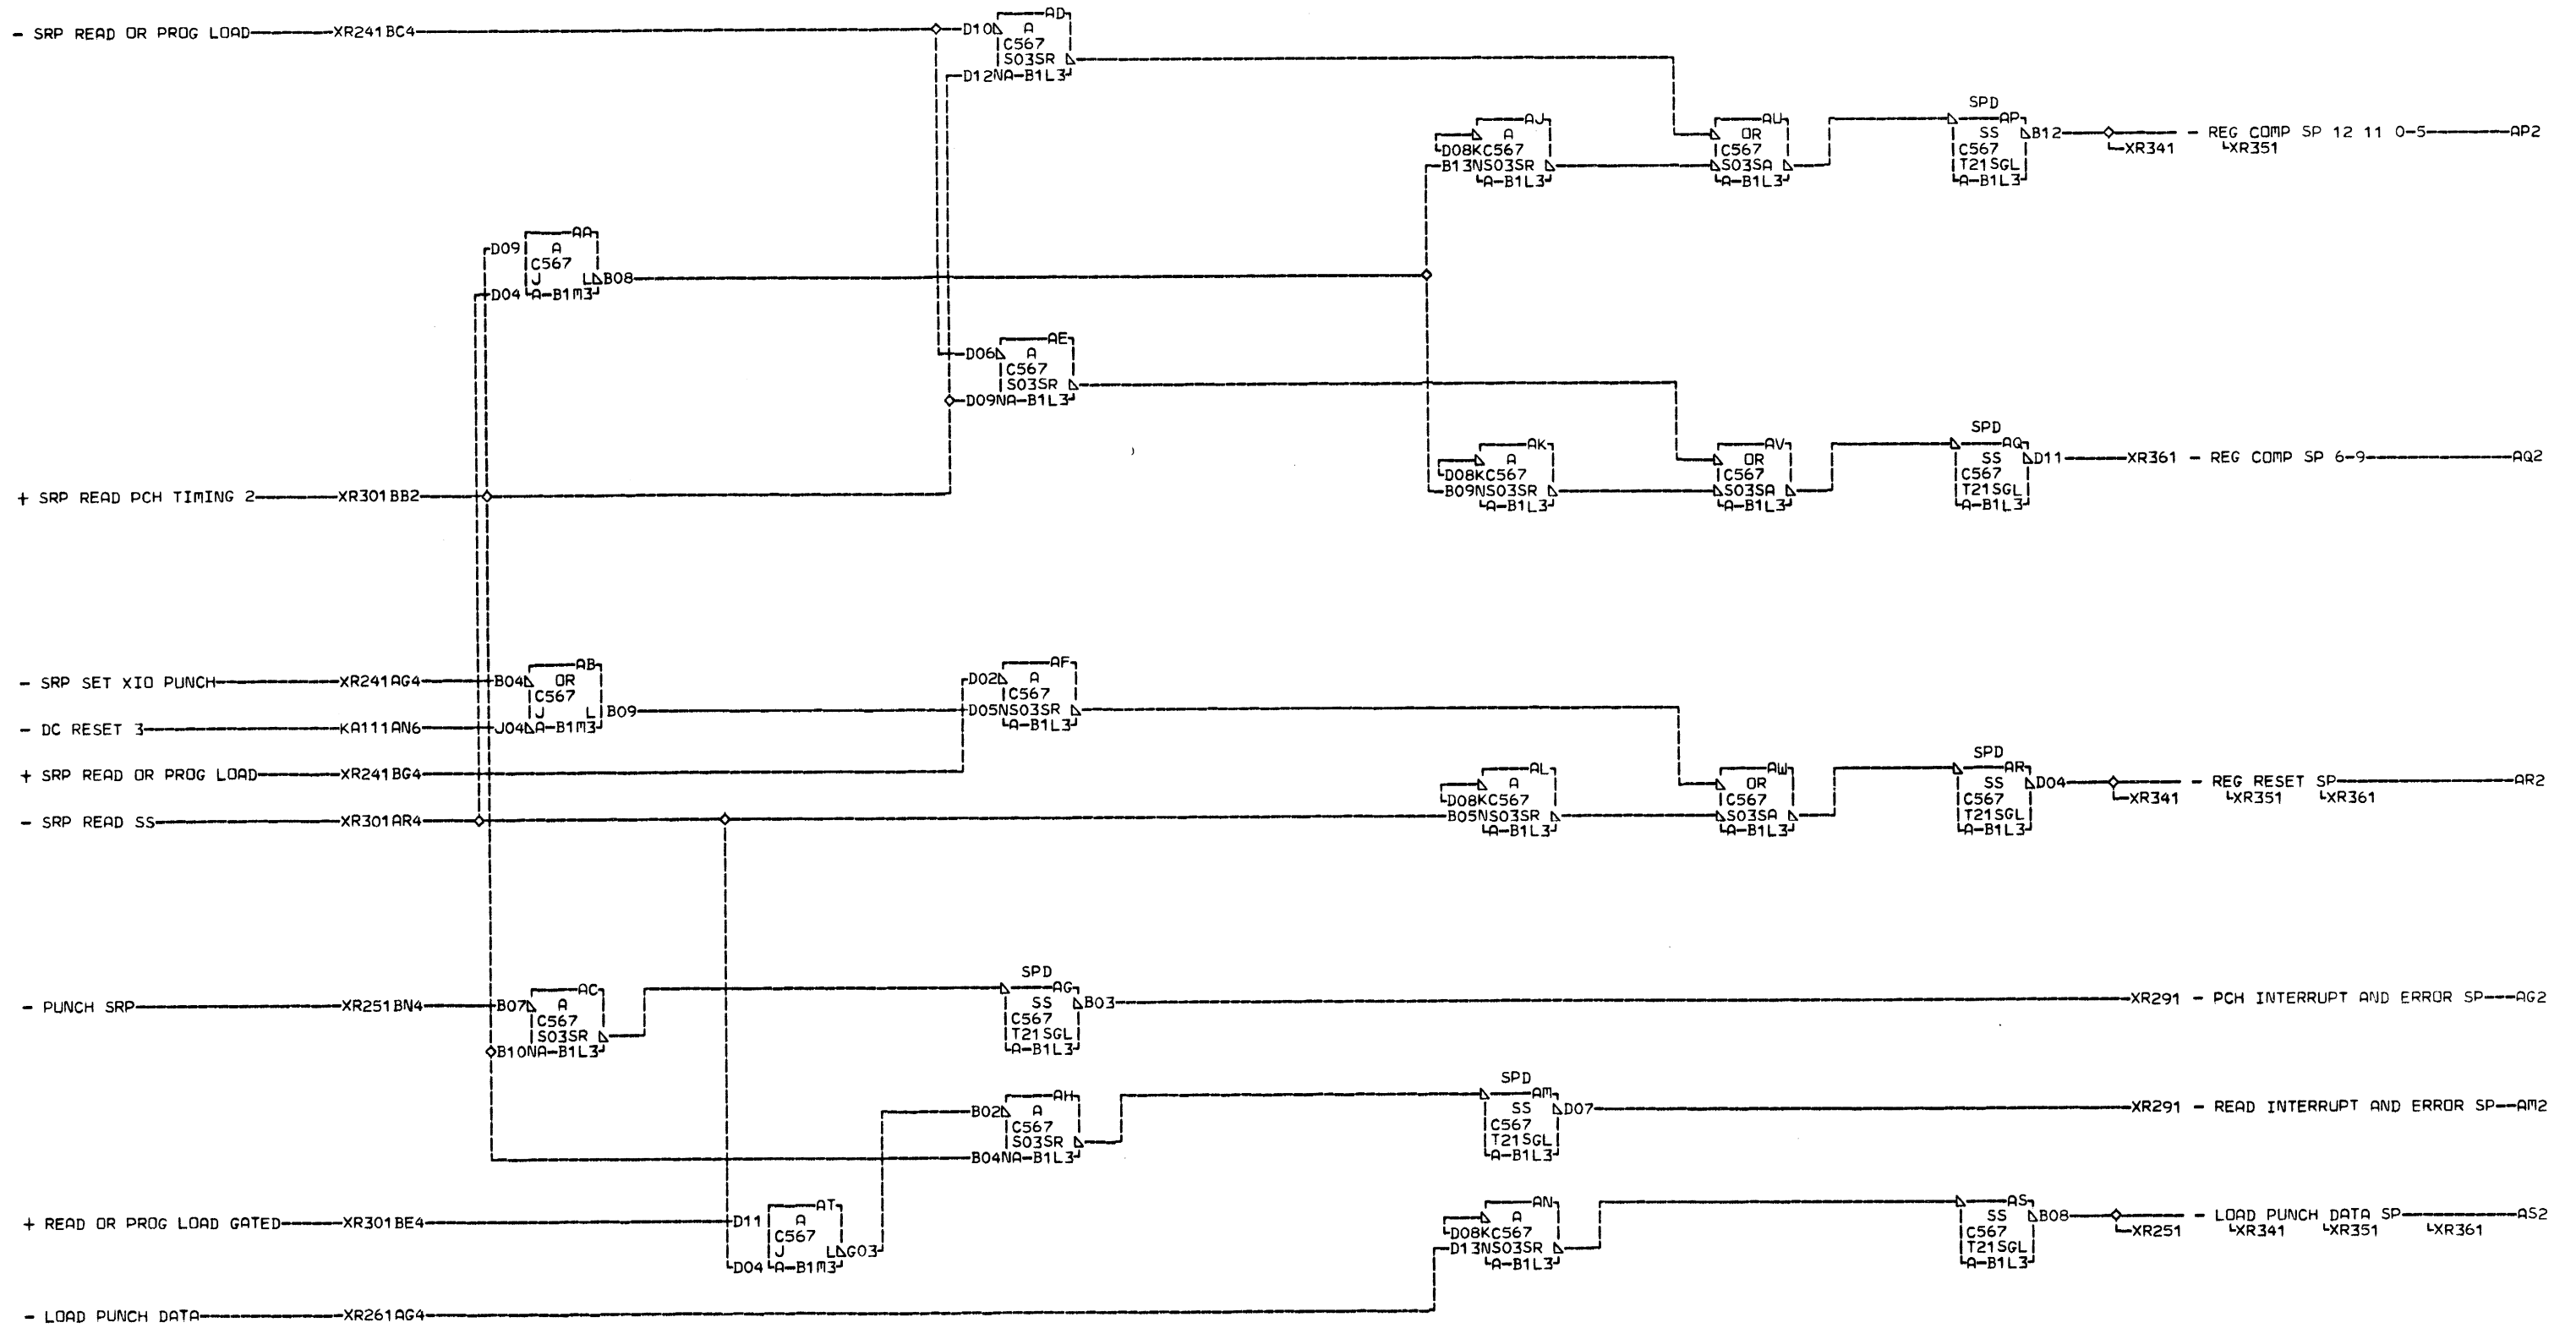 - SRP READ OR PROG LOAD XR241BC4 D10 AD
A
C567
S03SR
D12NA-B1L3
SPD
AJ AU AP
A OR SS B12 - REG COMP SP 12 11 0-5 AP2
D08KC567 C567 C567 XR341 XR351
B13NS03SR S03SA T21SGL
A-B1L3 A-B1L3 A-B1L3
AA
D09 A
C567
J L B08
D04 A-B1M3
AE
D06 A
C567
S03SR
D09NA-B1L3
SPD
AK AV AQ
A OR SS D11 XR361 - REG COMP SP 6-9 AQ2
D08KC567 C567 C567
B09NS03SR S03SA T21SGL
A-B1L3 A-B1L3 A-B1L3
+ SRP READ PCH TIMING 2 XR301BB2
AB AF
- SRP SET XIO PUNCH XR241AG4 B04 OR D02 A
C567 C567
J L B09 D05NS03SR
- DC RESET 3 KA111AN6 J04 A-B1M3 A-B1L3
+ SRP READ OR PROG LOAD XR241BG4
SPD
AL AW AR
A OR SS D04 - REG RESET SP AR2
D08KC567 C567 C567 XR341 XR351 XR361
- SRP READ SS XR301AR4 B05NS03SR S03SA T21SGL
A-B1L3 A-B1L3 A-B1L3
SPD
AC AG
- PUNCH SRP XR251BN4 B07 A SS B03 XR291 - PCH INTERRUPT AND ERROR SP AG2
C567 C567
S03SR T21SGL
B10NA-B1L3 A-B1L3
SPD
AH AM
B02 A SS D07 XR291 - READ INTERRUPT AND ERROR SP AM2
C567 C567
S03SR T21SGL
B04NA-B1L3 A-B1L3
AT AN AS
+ READ OR PROG LOAD GATED XR301BE4 D11 A A SS B08 - LOAD PUNCH DATA SP AS2
C567 D08KC567 C567 XR251 XR341 XR351 XR361
J L G03 D13NS03SR T21SGL
D04 A-B1M3 A-B1L3 A-B1L3
- LOAD PUNCH DATA XR261AG4